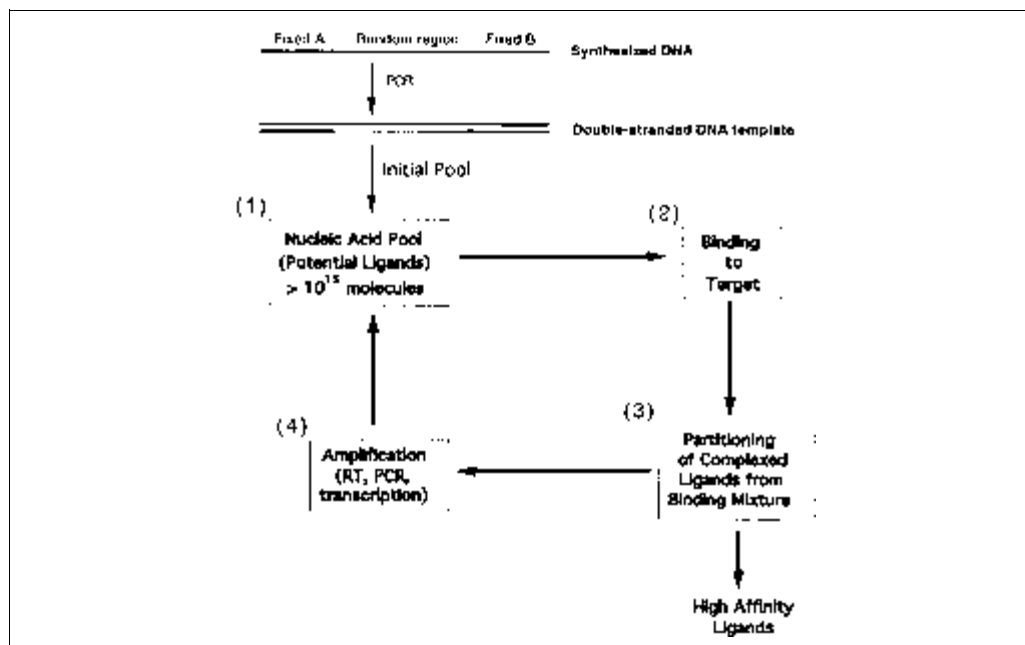 Fixed A Random region Fixed B
Synthesized DNA
PCR
Double-stranded DNA template
Initial Pool
(1)
Nucleic Acid Pool
(Potential Ligands)
> 10¹⁵ molecules
(2)
Binding
to
Target
(3)
Partitioning
of Complexed
Ligands from
Binding Mixture
(4)
Amplification
(RT, PCR,
transcription)
High Affinity
Ligands